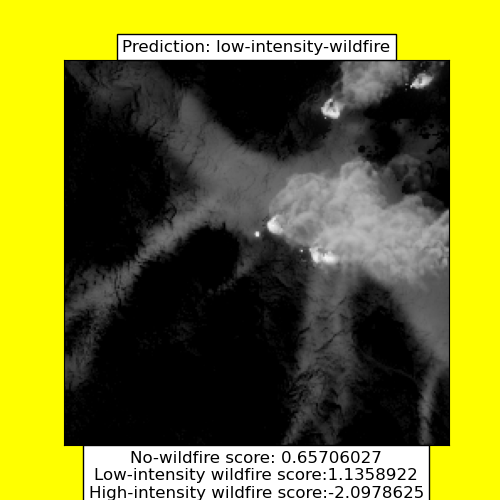 Prediction: low-intensity-wildfire
No-wildfire score: 0.65706027
Low-intensity wildfire score:1.1358922
High-intensity wildfire score:-2.0978625